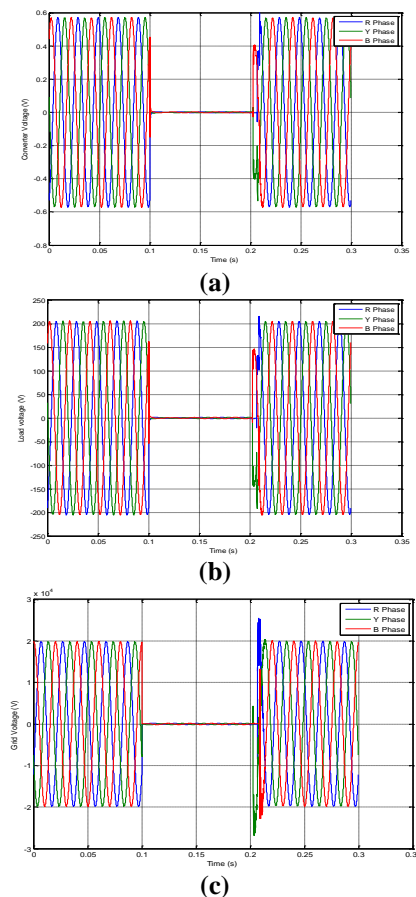 0.8
0.6
0.4
0.2
0
-0.2
-0.4
-0.6
-0.8
Converter Voltage (V)
R Phase
Y Phase
B Phase
0 0.05 0.1 0.15 0.2 0.25 0.3 0.35
Time (s)
(a)
250
200
150
100
50
0
-50
-100
-150
-200
-250
Load voltage (V)
R Phase
Y Phase
B Phase
0 0.05 0.1 0.15 0.2 0.25 0.3 0.35
Time (s)
(b)
x 10⁴
3
2
1
0
-1
-2
-3
Grid Voltage (V)
R Phase
Y Phase
B Phase
0 0.05 0.1 0.15 0.2 0.25 0.3 0.35
Time (s)
(c)